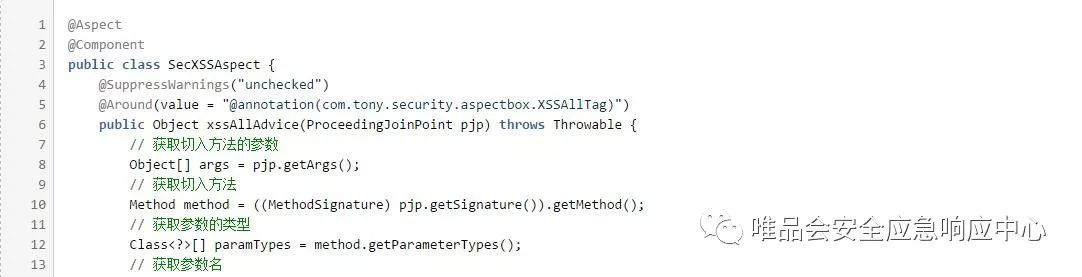 1 @Aspect
2 @Component
3 public class SecXSSAspect {
4 @SuppressWarnings("unchecked")
5 @Around(value = "@annotation(com.tony.security.aspectbox.XSSAllTag)")
6 public Object xssAllAdvice(ProceedingJoinPoint pjp) throws Throwable {
7 // 获取切入方法的参数
8 Object[] args = pjp.getArgs();
9 // 获取切入方法
10 Method method = ((MethodSignature) pjp.getSignature()).getMethod();
11 // 获取参数的类型
12 Class<?>[] paramTypes = method.getParameterTypes();
13 // 获取参数名
唯品会安全应急响应中心